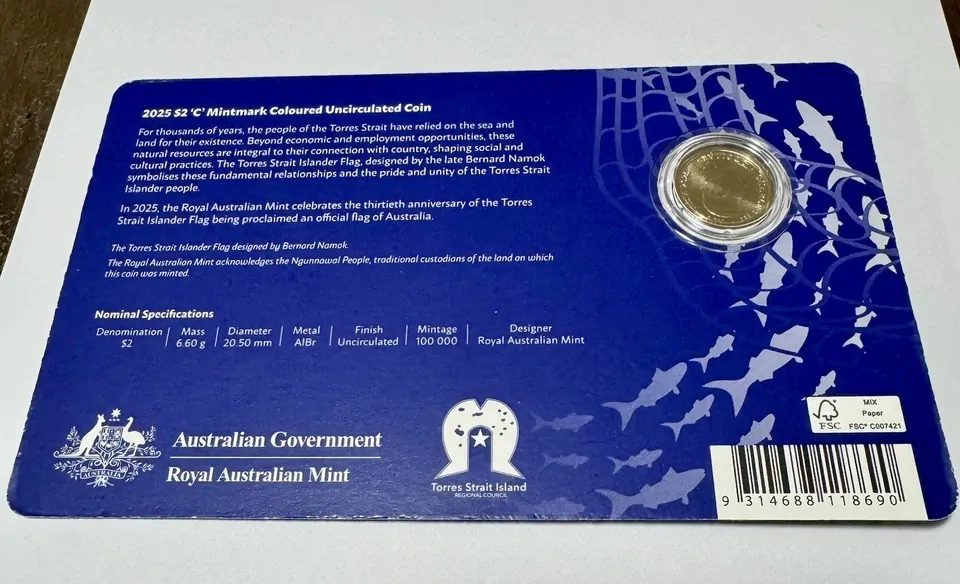 2025 $2 'C' Mintmark Coloured Uncirculated Coin
For thousands of years, the people of the Torres Strait have relied on the sea and
land for their existence. Beyond economic and employment opportunities, these
natural resources are integral to their connection with country, shaping social and
cultural practices. The Torres Strait Islander Flag, designed by the late Bernard Namok
symbolises these fundamental relationships and the pride and unity of the Torres Strait
Islander people.
In 2025, the Royal Australian Mint celebrates the thirtieth anniversary of the Torres
Strait Islander Flag being proclaimed an official flag of Australia.
The Torres Strait Islander Flag designed by Bernard Namok.
The Royal Australian Mint acknowledges the Ngunnawal People, traditional custodians of the land on which
this coin was minted.
Nominal Specifications
Denomination Mass Diameter Metal Finish Mintage Designer
$2 6.60 g 20.50 mm AlBr Uncirculated 100 000 Royal Australian Mint
AUSTRALIA
Australian Government
Royal Australian Mint
Torres Strait Island
REGIONAL COUNCIL
FSC
MIX
Paper
FSC® C007421
9 314688 118690